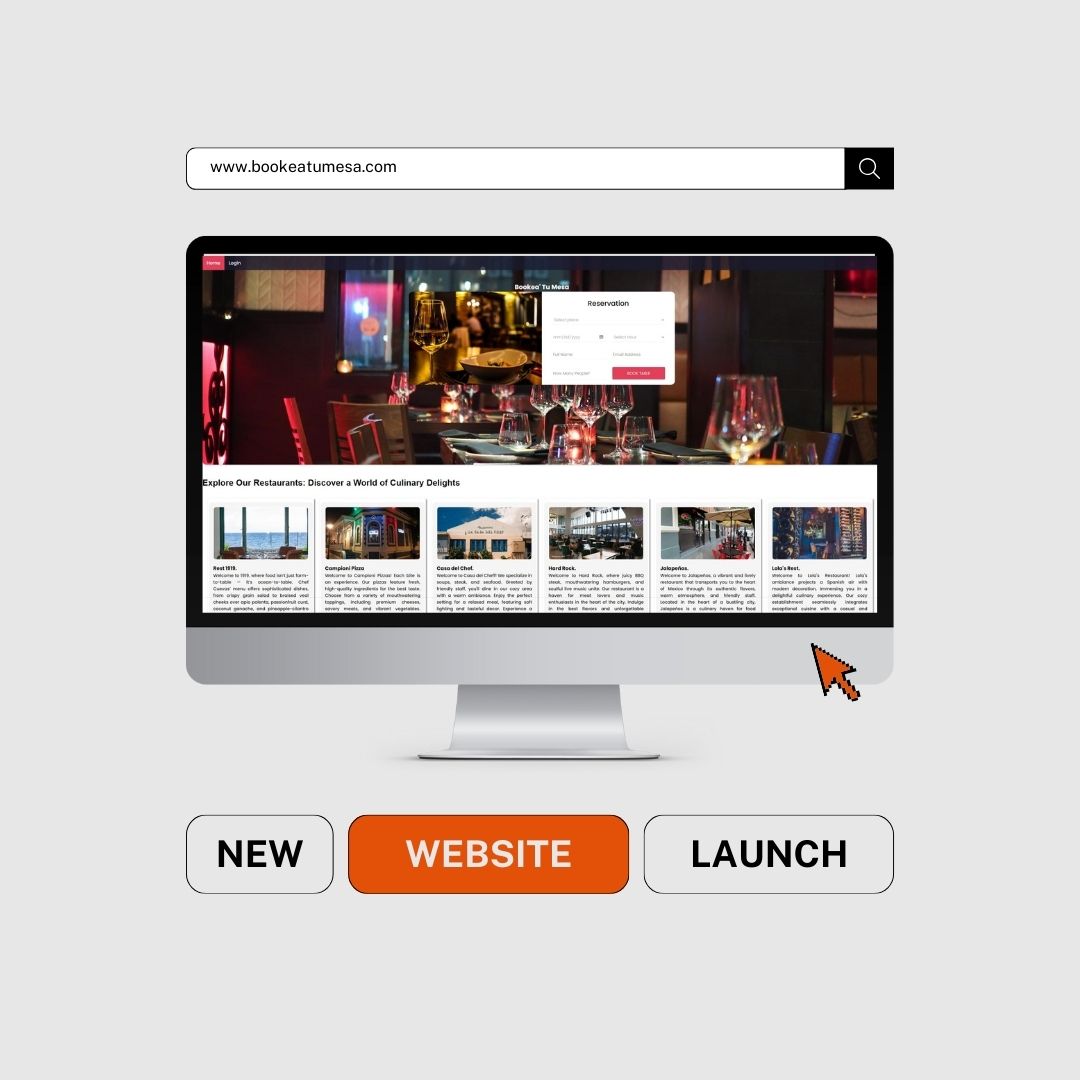 www.bookeatumesa.com
Home Login
Bookea' Tu Mesa
Reservation
Select place
mm/dd/yyyy Select Hour
Full Name Email Address
How Many People? BOOK TABLE
Explore Our Restaurants: Discover a World of Culinary Delights
Rest 1919.
Welcome to 1919, where food isn't just farm-
to-table — it's ocean-to-table. Chef
Cuevas' menu offers sophisticated dishes,
from crispy grain salad to braised veal
cheeks over apio polenta, passionfruit curd,
coconut ganache, and pineapple-cilantro
Campioni Pizza
Welcome to Campioni Pizza! Each bite is
an experience. Our pizzas feature fresh,
high-quality ingredients for the best taste.
Choose from a variety of mouthwatering
toppings, including premium cheeses,
savory meats, and vibrant vegetables.
Casa del Chef.
Welcome to Casa del Chef! We specialize in
soups, steak, and seafood. Greeted by
friendly staff, you'll dine in our cozy area
with a warm ambiance. Enjoy the perfect
setting for a relaxed meal, featuring soft
lighting and tasteful decor. Experience a
Hard Rock.
Welcome to Hard Rock, where juicy BBQ
steak, mouthwatering hamburgers, and
soulful live music unite. Our restaurant is a
haven for meat lovers and music
enthusiasts in the heart of the city. Indulge
in the best flavors and unforgettable
Jalapeños.
Welcome to Jalapeños, a vibrant and lively
restaurant that transports you to the heart
of Mexico through its authentic flavors,
warm atmosphere, and friendly staff.
Located in the heart of a bustling city,
Jalapeños is a culinary haven for food
Lola's Rest.
Welcome to Lola's Restaurant! Lola's
ambiance projects a Spanish air with
modern decoration, immersing you in a
delightful culinary experience. Our cozy
establishment seamlessly integrates
exceptional cuisine with a casual and
NEW WEBSITE LAUNCH